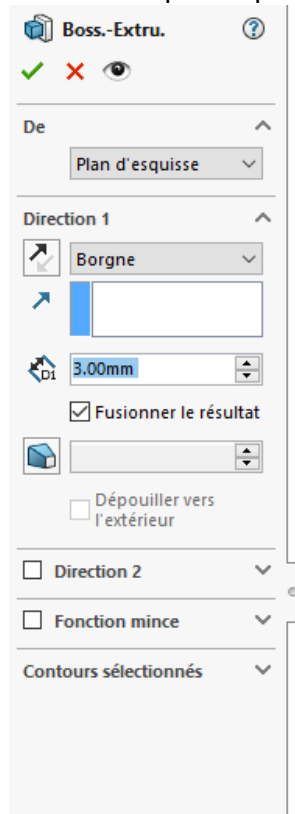 Boss.-Extru.
De
Plan d'esquisse
Direction 1
Borgne
D1
3.00mm
Fusionner le résultat
Dépouiller vers
l'extérieur
Direction 2
Fonction mince
Contours sélectionnés